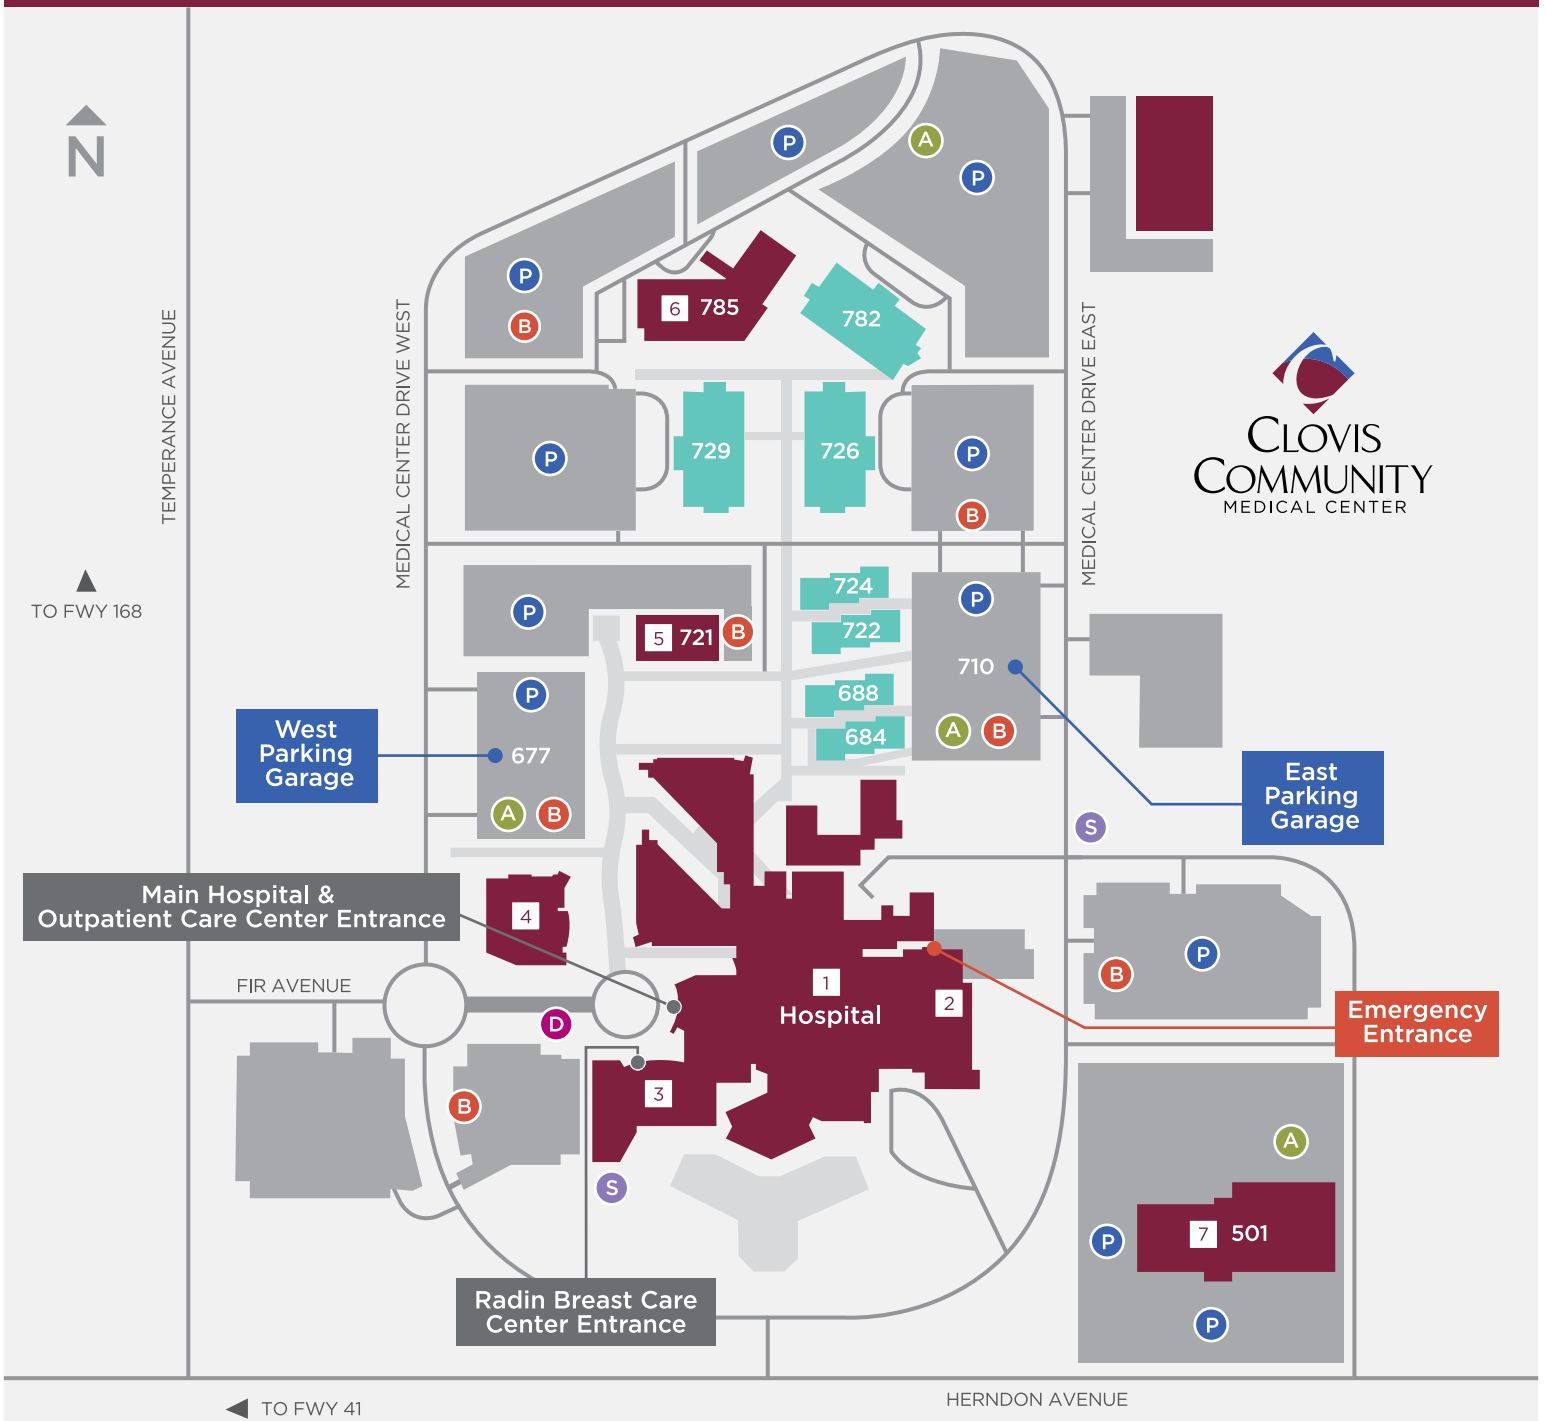 N
TEMPERANCE AVENUE
TO FWY 168
MEDICAL CENTER DRIVE WEST
MEDICAL CENTER DRIVE EAST
P
A
P
P
B
6 785
782
CLOVIS
COMMUNITY
MEDICAL CENTER
P
729
726
P
B
P
5 721
B
724
722
P
710
688
684
A
B
P
677
A
B
West
Parking
Garage
East
Parking
Garage
S
Main Hospital &
Outpatient Care Center Entrance
4
FIR AVENUE
D
1
Hospital
2
P
B
Emergency
Entrance
B
3
S
A
7 501
P
P
Radin Breast Care
Center Entrance
HERNDON AVENUE
TO FWY 41